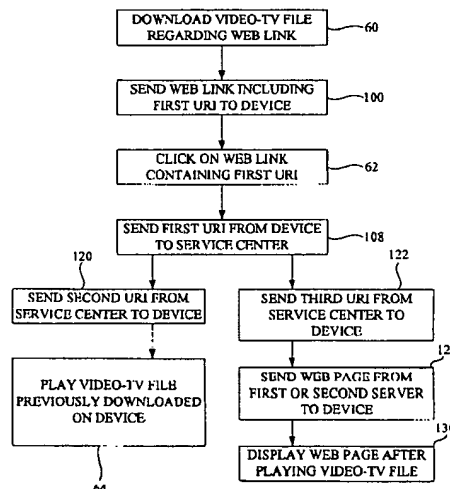 DOWNLOAD VIDEO-TV FILE
REGARDING WEB LINK
60
SEND WEB LINK INCLUDING
FIRST URI TO DEVICE
100
CLICK ON WEB LINK
CONTAINING FIRST URI
62
SEND FIRST URI FROM DEVICE
TO SERVICE CENTER
108
120
SEND SECOND URI FROM
SERVICE CENTER TO DEVICE
122
SEND THIRD URI FROM
SERVICE CENTER TO
DEVICE
PLAY VIDEO-TV FILE
PREVIOUSLY DOWNLOADED
ON DEVICE
64
SEND WEB PAGE FROM
FIRST OR SECOND SERVER
TO DEVICE
130
DISPLAY WEB PAGE AFTER
PLAYING VIDEO-TV FILE